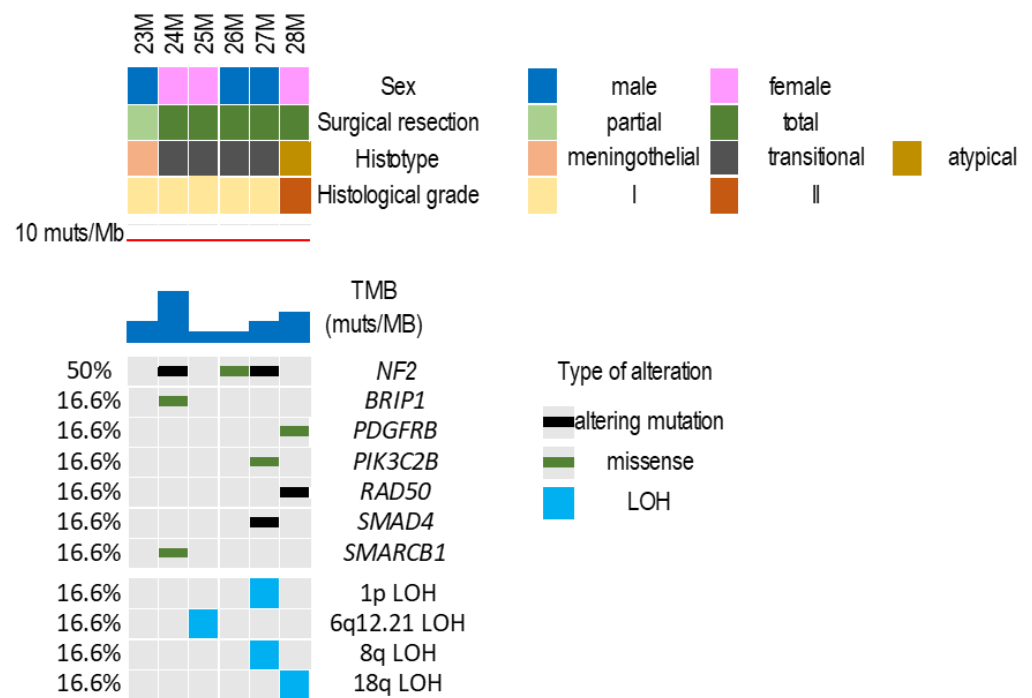 23M 24M 25M 26M 27M 28M
Sex male female
Surgical resection partial total
Histotype meningothelial transitional atypical
Histological grade I II
10 muts/Mb
TMB
(muts/MB)
50% NF2 Type of alteration
16.6% BRIP1
altering mutation
16.6% PDGFRB
16.6% PIK3C2B missense
16.6% RAD50 LOH
16.6% SMAD4
16.6% SMARCB1
16.6% 1p LOH
16.6% 6q12.21 LOH
16.6% 8q LOH
16.6% 18q LOH